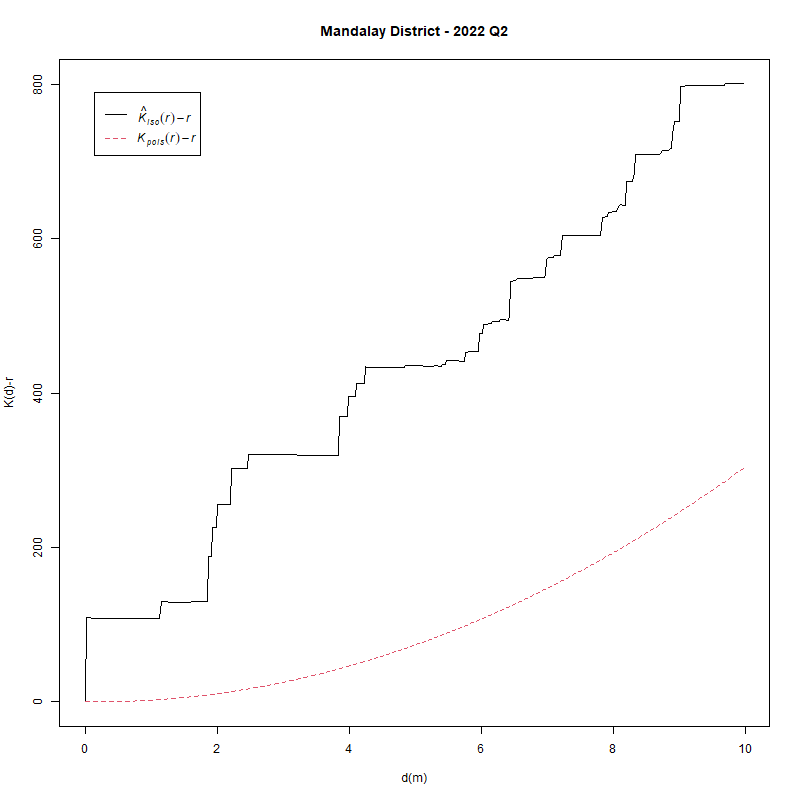 Mandalay District - 2022 Q2
K̂iso(r)−r
Kpois(r)−r
K(d)-r
0 200 400 600 800
0 2 4 6 8 10
d(m)